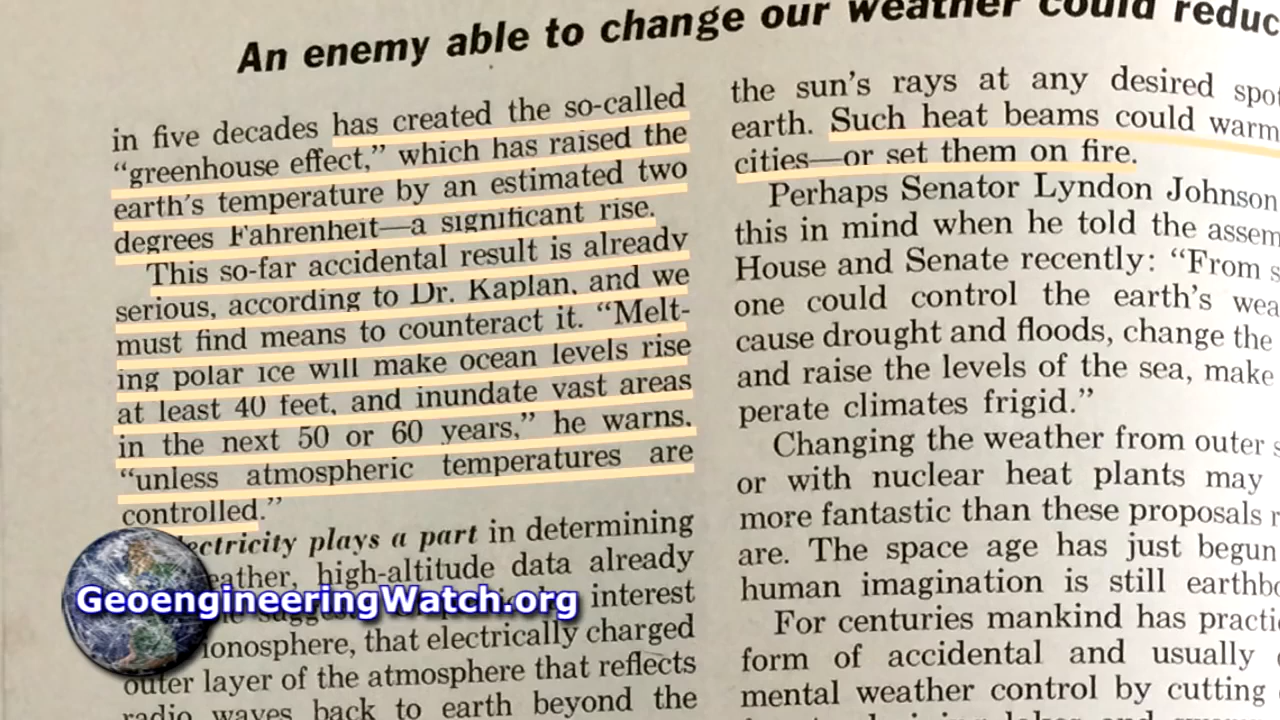 An enemy able to change our weather could reduc
in five decades has created the so-called
“greenhouse effect,” which has raised the
earth’s temperature by an estimated two
degrees Fahrenheit—a significant rise.
This so-far accidental result is already
serious, according to Dr. Kaplan, and we
must find means to counteract it. “Melt-
ing polar ice will make ocean levels rise
at least 40 feet, and inundate vast areas
in the next 50 or 60 years,” he warns,
“unless atmospheric temperatures are
controlled.”
ectricity plays a part in determining
eather, high-altitude data already
interest
ionosphere, that electrically charged
outer layer of the atmosphere that reflects
radio waves back to earth beyond the
the sun’s rays at any desired spot
earth. Such heat beams could warm
cities—or set them on fire.
Perhaps Senator Lyndon Johnson
this in mind when he told the assem
House and Senate recently: “From s
one could control the earth’s wea
cause drought and floods, change the
and raise the levels of the sea, make
perate climates frigid.”
Changing the weather from outer s
or with nuclear heat plants may
more fantastic than these proposals r
are. The space age has just begun
human imagination is still earthbo
For centuries mankind has practic
form of accidental and usually
mental weather control by cutting
GeoengineeringWatch.org